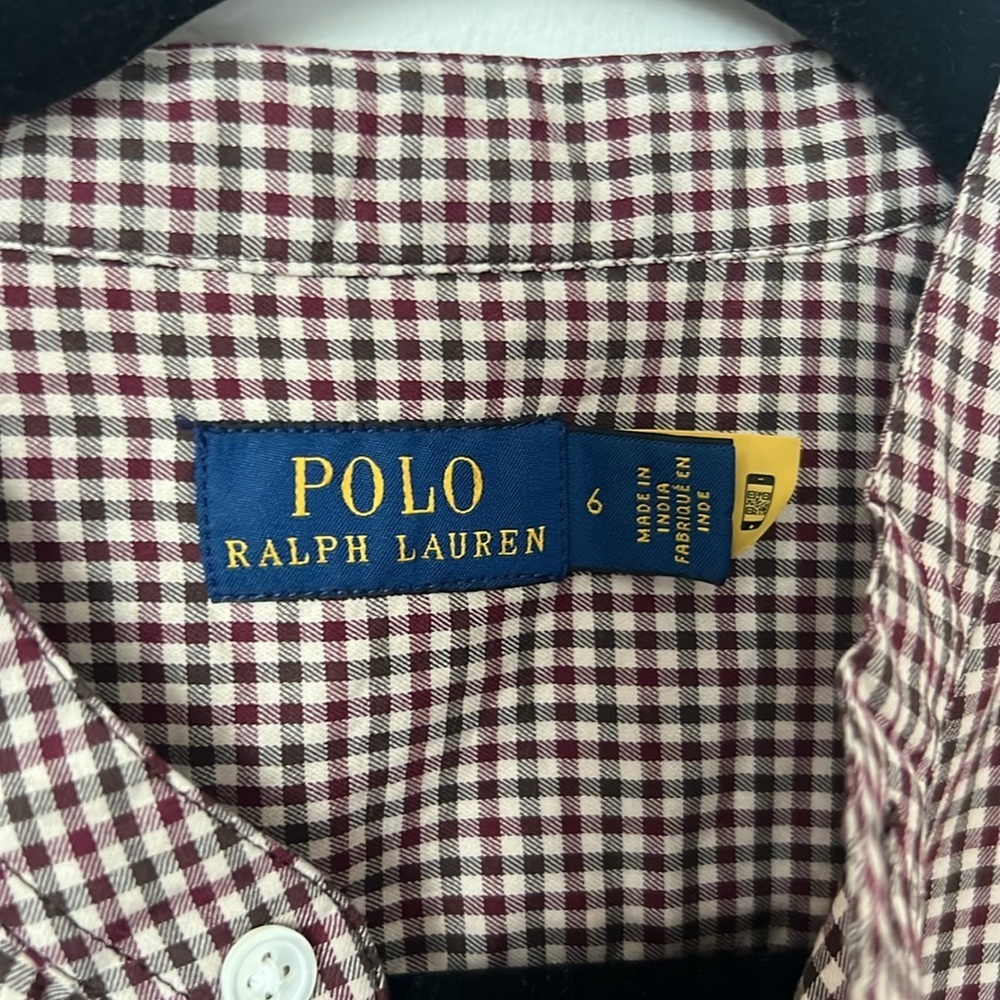 POLO
RALPH LAUREN
6
MADE IN
INDIA
FABRIQUÉ EN
INDE